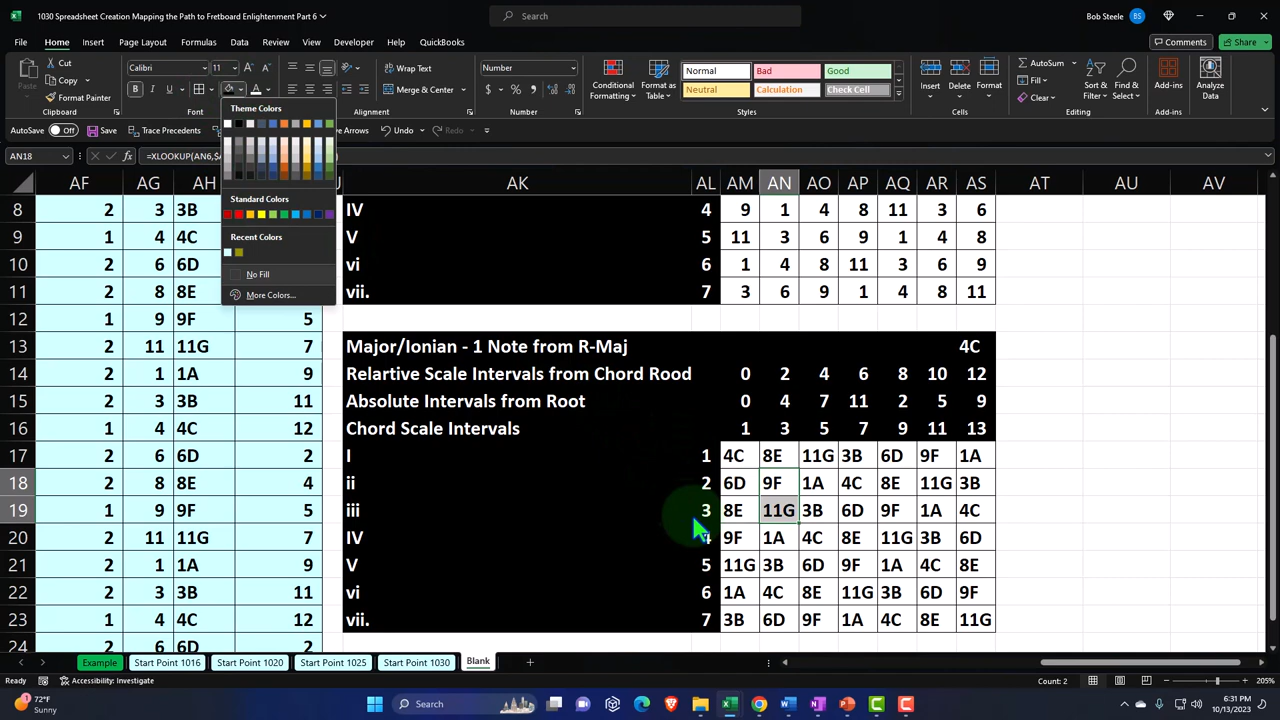 1030 Spreadsheet Creation Mapping the Path to Fretboard Enlightenment Part 6
Search
Bob Steele BS
File Home Insert Page Layout Formulas Data Review View Developer Help QuickBooks
Comments Share
Cut
Copy
Paste
Format Painter
Calibri 11
Wrap Text
Merge & Center
Number
Conditional Formatting
Format As Table
Normal Bad Good
Neutral Calculation Check Cell
Insert Delete Format
AutoSum
Fill
Clear
Sort & Filter
Find & Select
Add-ins
Analyze Data
Alignment Number Styles Cells Editing Add-ins
AutoSave Off Save Trace Precedents Undo Redo
AN18 =XLOOKUP(AN6,$A
Theme Colors
Standard Colors
Recent Colors
No Fill
More Colors...
AF AG AH AK AL AM AN AO AP AQ AR AS AT AU AV
8 2 3 3B IV 4 9 1 4 8 11 3 6
9 1 4 4C V 5 11 3 6 9 1 4 8
10 2 6 6D vi 6 1 4 8 11 3 6 9
11 2 8 8E vii. 7 3 6 9 1 4 8 11
12 1 9 9F 5
13 2 11 11G 7 Major/Ionian - 1 Note from R-Maj 4C
14 2 1 1A 9 Relartive Scale Intervals from Chord Rood 0 2 4 6 8 10 12
15 2 3 3B 11 Absolute Intervals from Root 0 4 7 11 2 5 9
16 1 4 4C 12 Chord Scale Intervals 1 3 5 7 9 11 13
17 2 6 6D 2 I 1 4C 8E 11G 3B 6D 9F 1A
18 2 8 8E 4 ii 2 6D 9F 1A 4C 8E 11G 3B
19 1 9 9F 5 iii 3 8E 11G 3B 6D 9F 1A 4C
20 2 11 11G 7 IV 4 9F 1A 4C 8E 11G 3B 6D
21 2 1 1A 9 V 5 11G 3B 6D 9F 1A 4C 8E
22 2 3 3B 11 vi 6 1A 4C 8E 11G 3B 6D 9F
23 1 4 4C 12 vii. 7 3B 6D 9F 1A 4C 8E 11G
24 2 6 6D 2
Example Start Point 1016 Start Point 1020 Start Point 1025 Start Point 1030 Blank
Ready Accessibility: Investigate Count: 2 205%
72°F
Sunny
Search
6:31 PM
10/13/2023